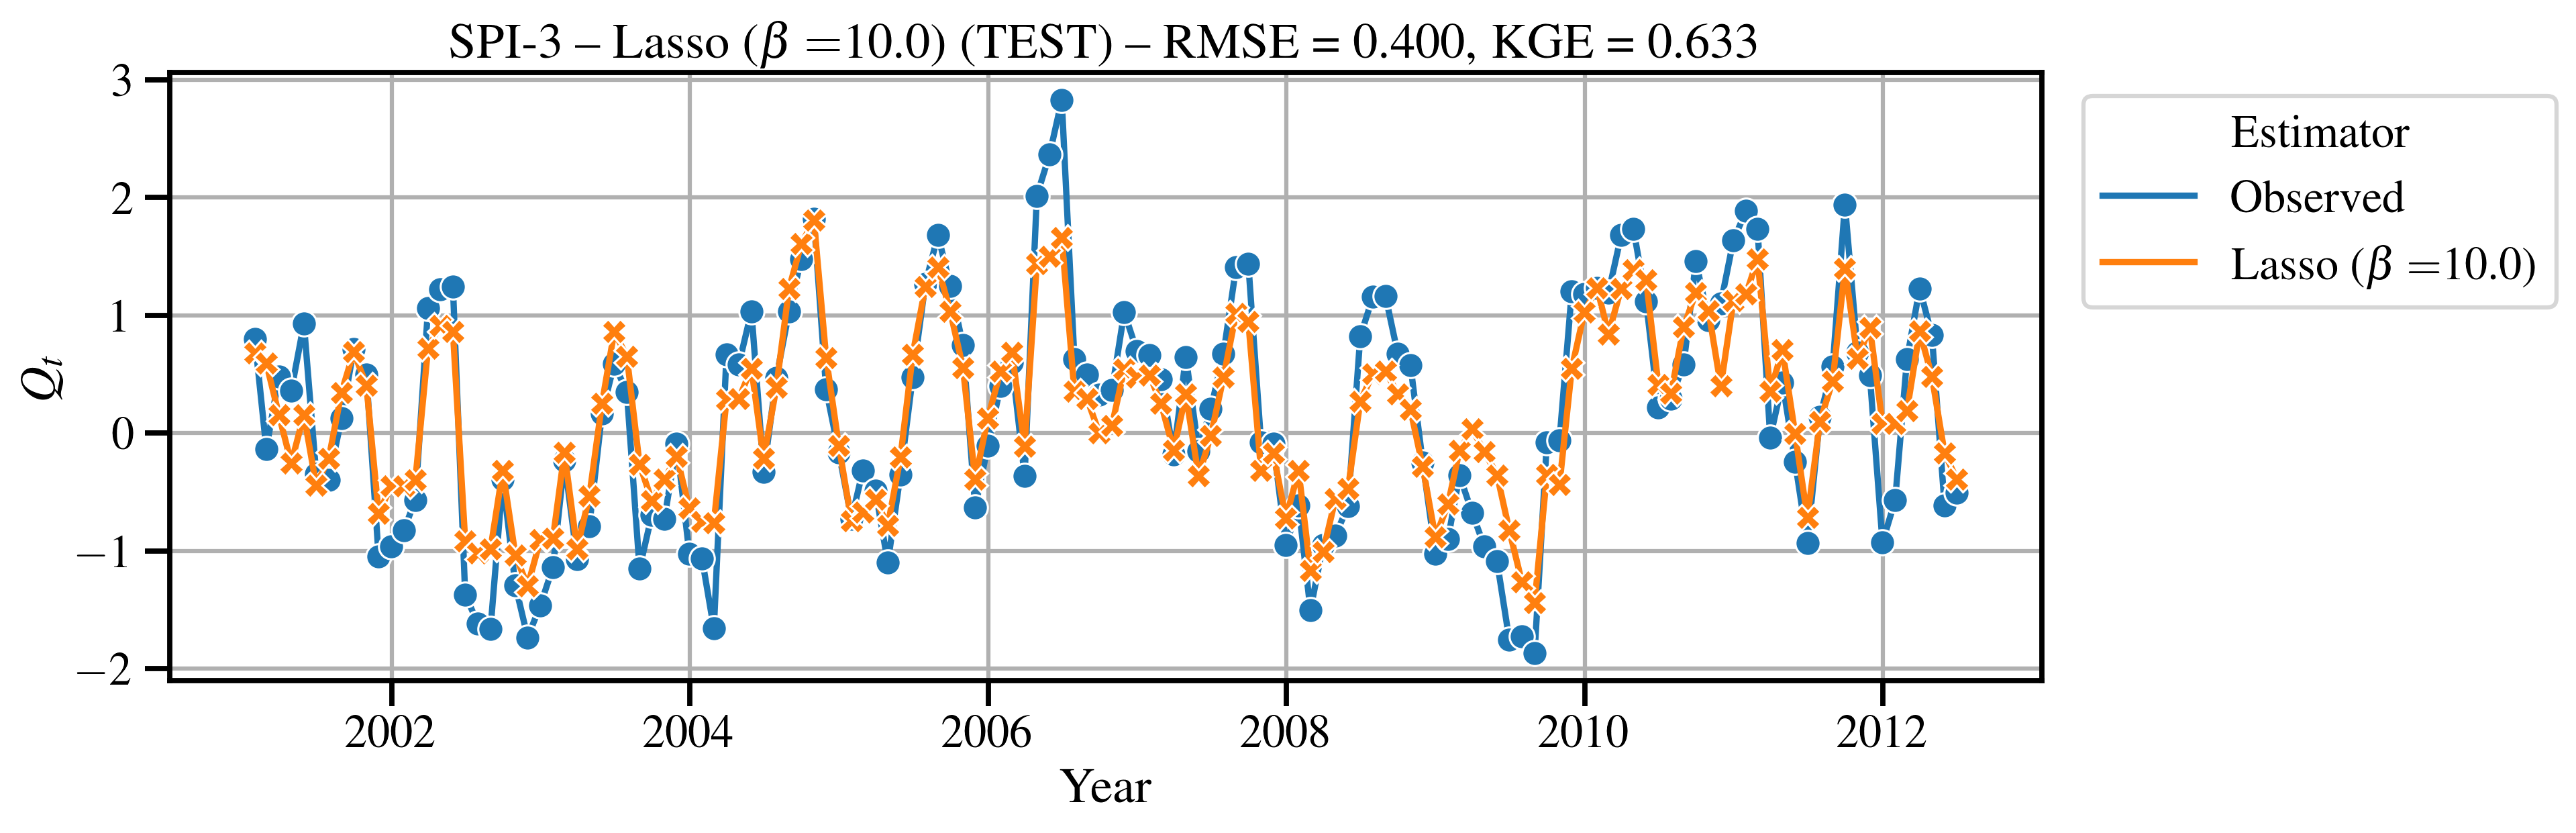 SPI-3 – Lasso (β =10.0) (TEST) – RMSE = 0.400, KGE = 0.633
3
2
1
0
−1
−2
Qt
2002 2004 2006 2008 2010 2012
Year
Estimator
Observed
Lasso (β =10.0)